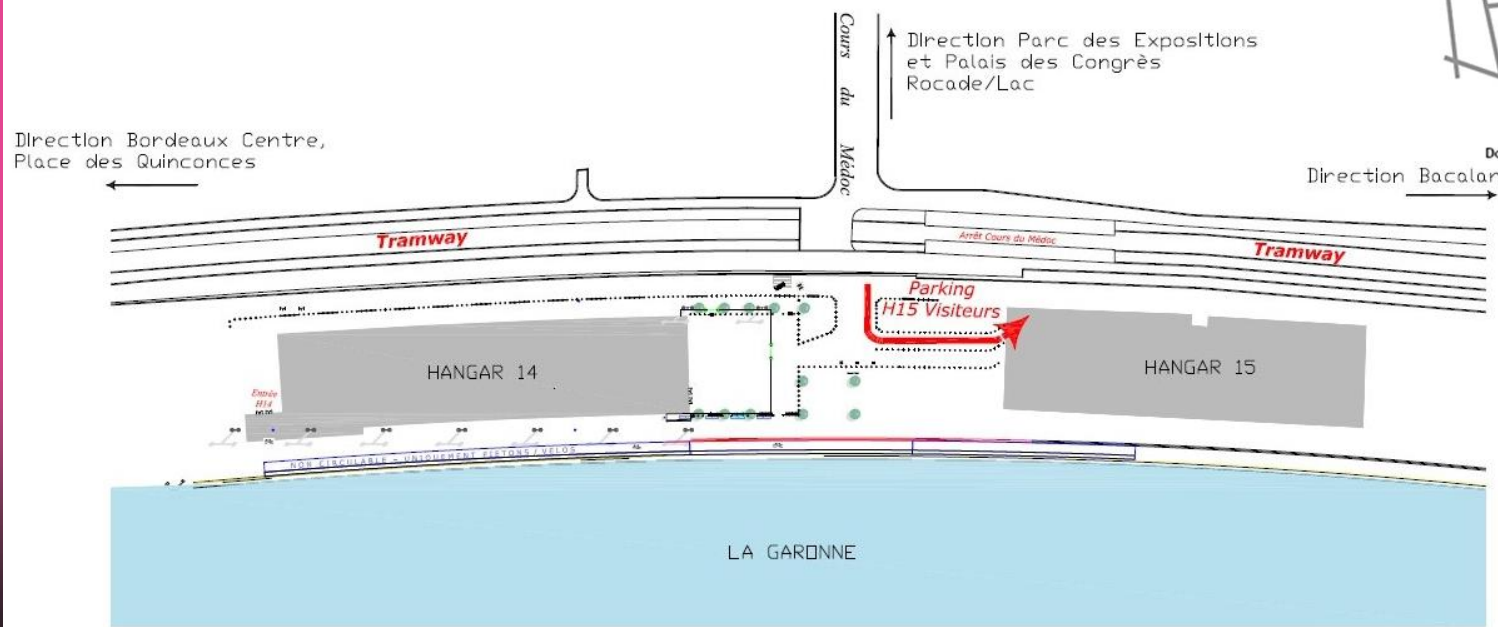 Cours du Médoc
Direction Parc des Expositions
et Palais des Congrès
Rocade/Lac
Direction Bordeaux Centre,
Place des Quinconces
Direction Bacalan
Tramway
Arrêt Cours du Médoc
Tramway
Parking
H15 Visiteurs
HANGAR 14
HANGAR 15
Entrée
H14
NON CIRCULABLE - UNIQUEMENT PIETONS / VELOS
LA GARONNE